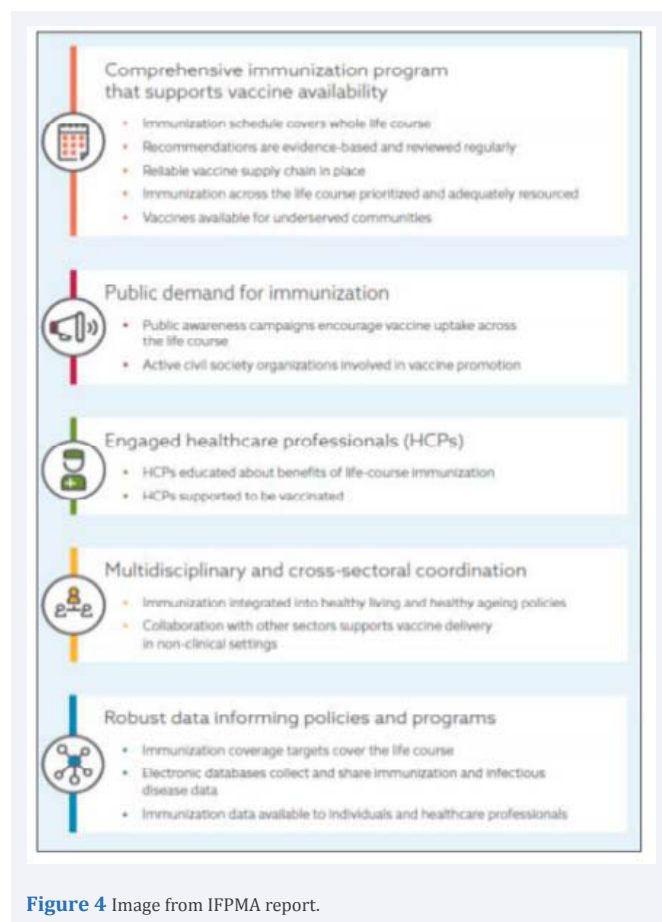 Comprehensive immunization program
that supports vaccine availability
• Immunization schedule covers whole life course
• Recommendations are evidence-based and reviewed regularly
• Reliable vaccine supply chain in place
• Immunization across the life course prioritized and adequately resourced
• Vaccines available for underserved communities
Public demand for immunization
• Public awareness campaigns encourage vaccine uptake across
the life course
• Active civil society organizations involved in vaccine promotion
Engaged healthcare professionals (HCPs)
• HCPs educated about benefits of life-course immunization
• HCPs supported to be vaccinated
Multidisciplinary and cross-sectoral coordination
• Immunization integrated into healthy living and healthy ageing policies
• Collaboration with other sectors supports vaccine delivery
in non-clinical settings
Robust data informing policies and programs
• Immunization coverage targets cover the life course
• Electronic databases collect and share immunization and infectious
disease data
• Immunization data available to individuals and healthcare professionals
Figure 4 Image from IFPMA report.